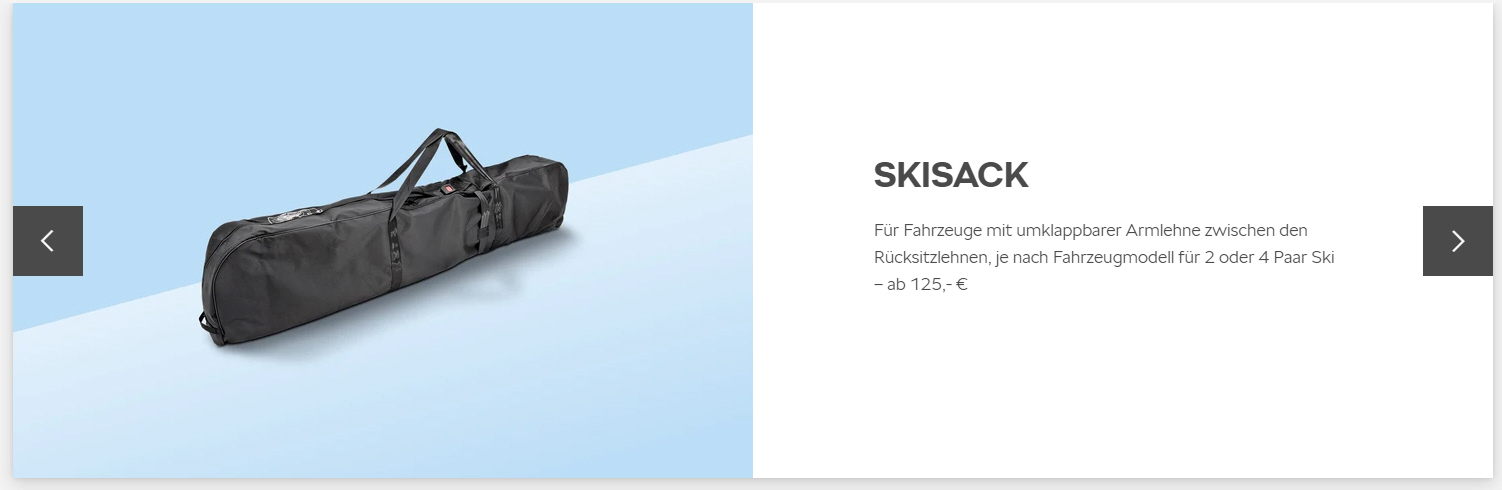 SKISACK
Für Fahrzeuge mit umklappbarer Armlehne zwischen den
Rücksitzlehnen, je nach Fahrzeugmodell für 2 oder 4 Paar Ski
– ab 125,- €